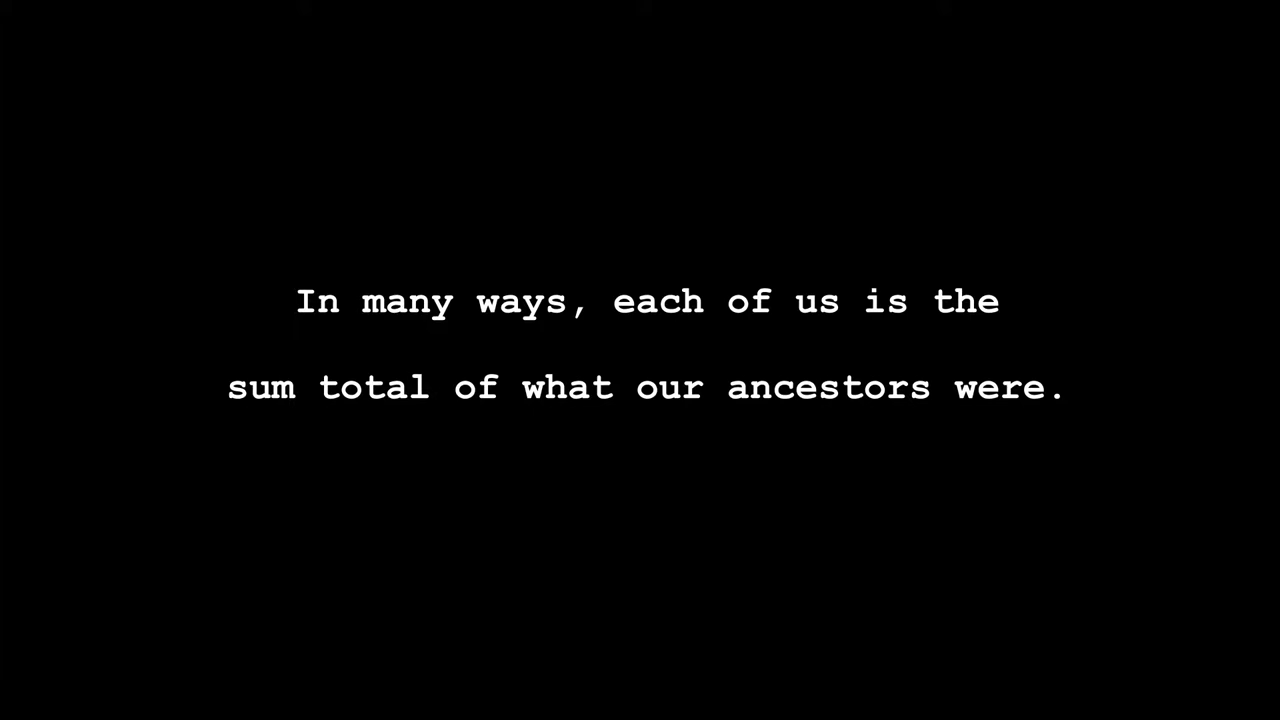 In many ways, each of us is the
sum total of what our ancestors were.